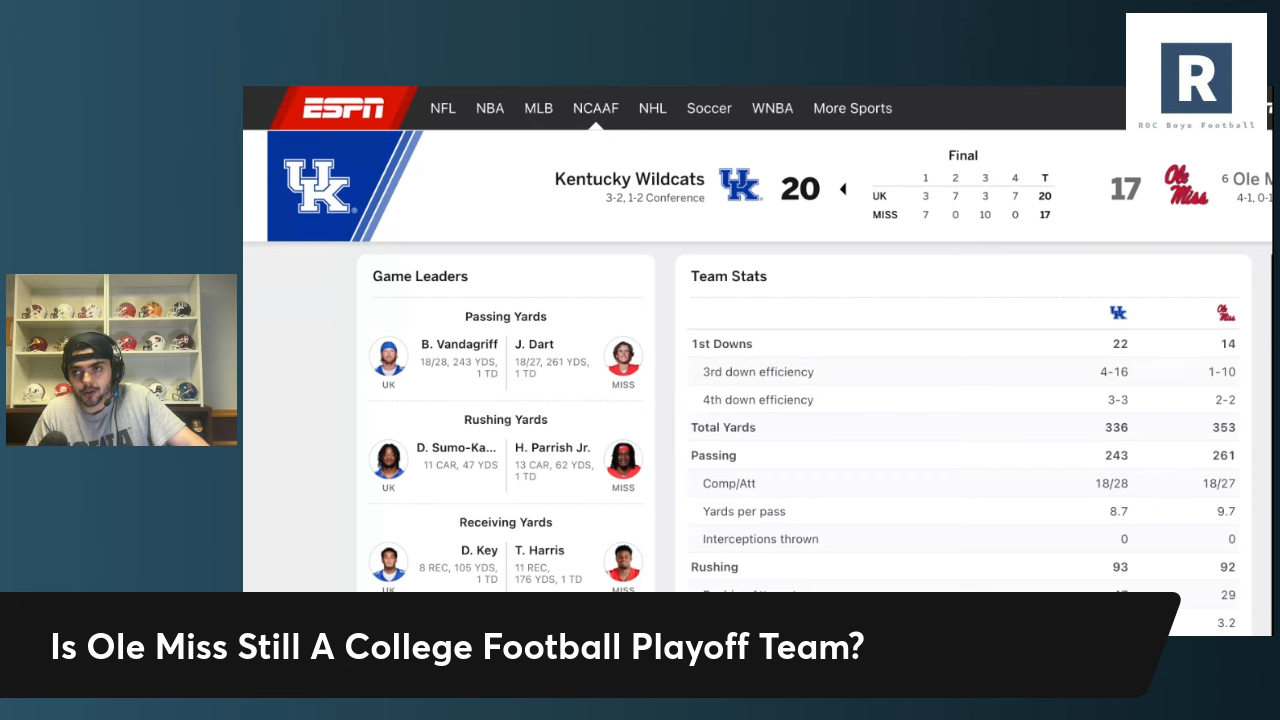 R
ROC Boys Football
ESPN NFL NBA MLB NCAAF NHL Soccer WNBA More Sports
UK
Kentucky Wildcats
3-2, 1-2 Conference
UK
20
Final
1 2 3 4 T
UK 3 7 3 7 20
MISS 7 0 10 0 17
17
Ole Miss
6 Ole
4-1,
Game Leaders
Passing Yards
B. Vandagriff J. Dart
18/28, 243 YDS, 18/27, 261 YDS,
1 TD 1 TD
UK MISS
Rushing Yards
D. Sumo-Ka... H. Parrish Jr.
11 CAR, 47 YDS 13 CAR, 62 YDS,
1 TD
UK MISS
Receiving Yards
D. Key T. Harris
8 REC, 105 YDS, 11 REC,
1 TD 176 YDS, 1 TD
UK MISS
Team Stats
UK Ole Miss
1st Downs 22 14
3rd down efficiency 4-16 1-10
4th down efficiency 3-3 2-2
Total Yards 336 353
Passing 243 261
Comp/Att 18/28 18/27
Yards per pass 8.7 9.7
Interceptions thrown 0 0
Rushing 93 92
29
3.2
Is Ole Miss Still A College Football Playoff Team?